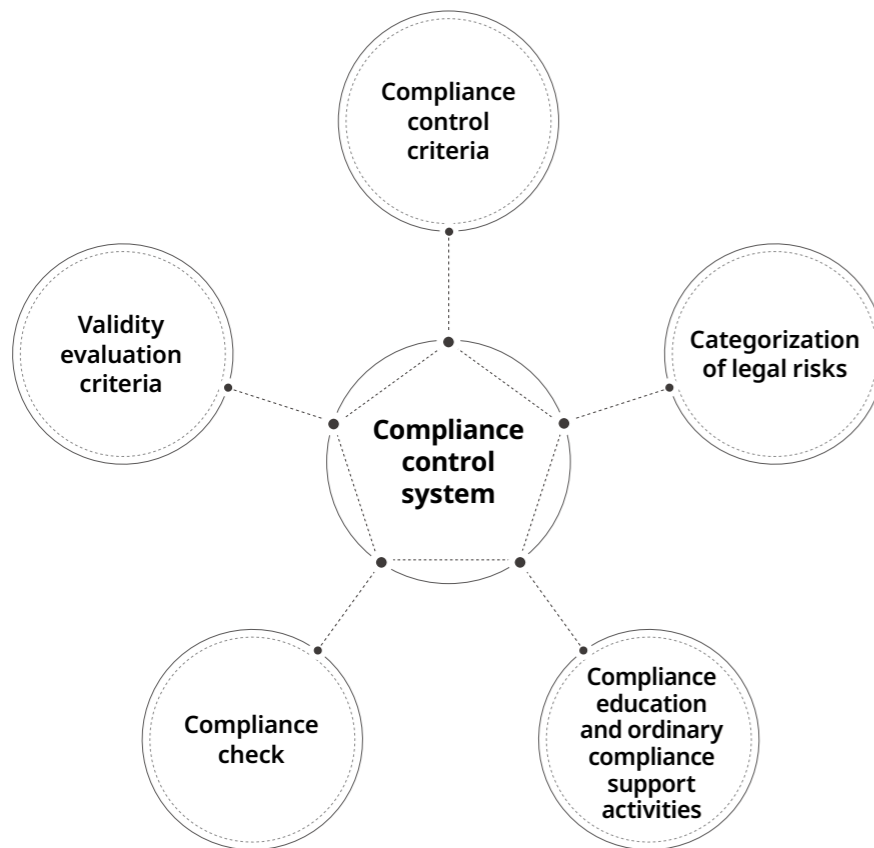 Compliance
control
criteria
Validity
evaluation
criteria
Categorization
of legal risks
Compliance
control
system
Compliance
check
Compliance
education
and ordinary
compliance
support
activities